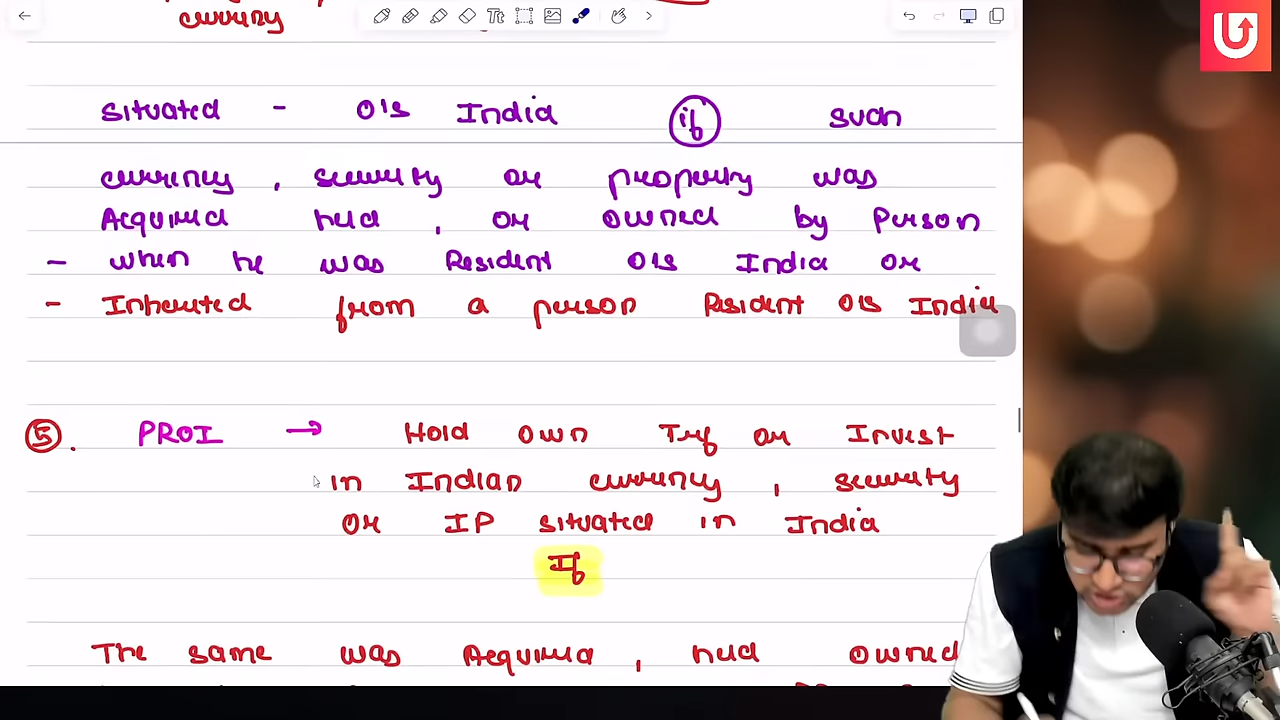 currency
situated - O's India if such
currency, security or property was
Acquired held, or owned by Person
- when he was Resident O's India or
- Inherited from a person Resident O's India
5. PROI → Hold own Trf or Invest
in Indian currency, security
or IP situated in India
If
The same was Acquired, held owned